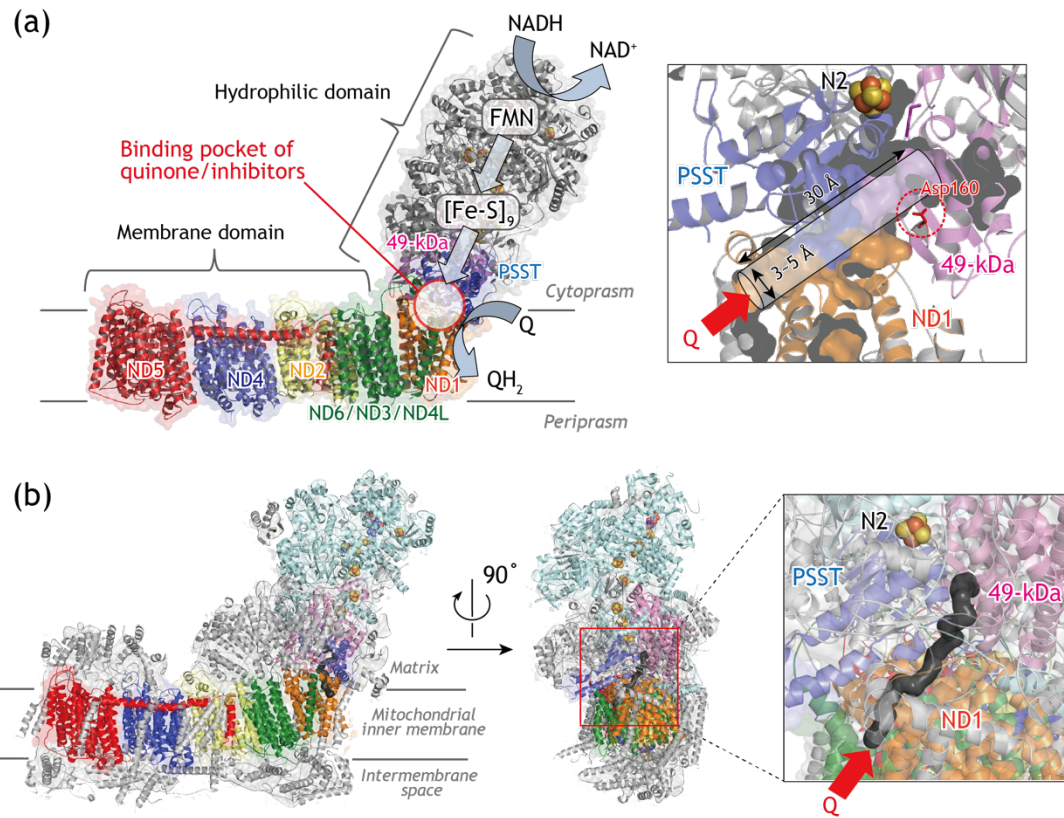 (a)
NADH
NAD⁺
Hydrophilic domain
FMN
Binding pocket of
quinone/inhibitors
[Fe-S]₉
Membrane domain
49-kDa
PSST
Cytoprasm
Q
ND5
ND4
ND2
ND1
QH₂
ND6/ND3/ND4L
Periprasm
N2
PSST
30 Å
Asp160
3–5 Å
49-kDa
Q
ND1
(b)
90°
Matrix
Mitochondrial
inner membrane
Intermembrane
space
N2
PSST
49-kDa
ND1
Q